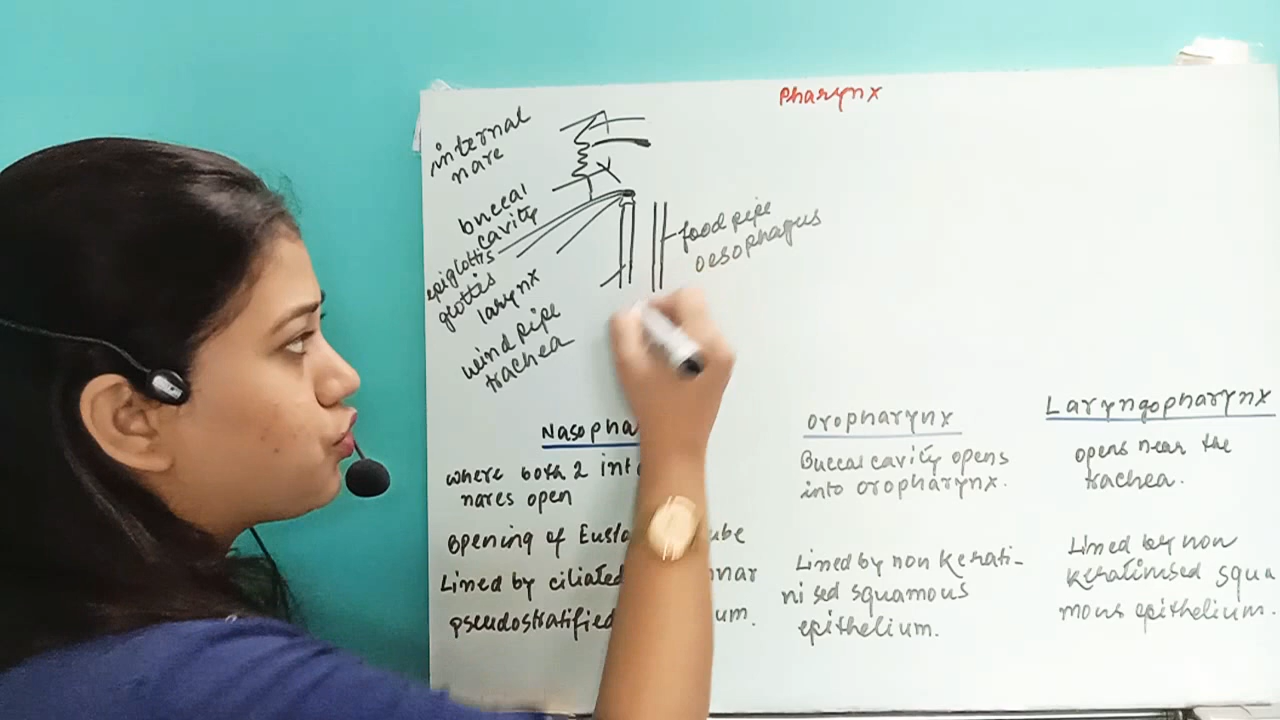 Pharynx
internal
nare
buccal
cavity
epiglottis
glottis
larynx
wind pipe
trachea
food pipe
oesophagus
Nasopha
where both 2 int
nares open
opening of Eusta ube
Lined by ciliated nar
pseudostratified um.
Oropharynx
Buccal cavity opens
into oropharynx.
Lined by non Kerati-
nised squamous
epithelium.
Laryngopharynx
opens near the
trachea.
Lined by non
keratinised squa
mous epithelium.